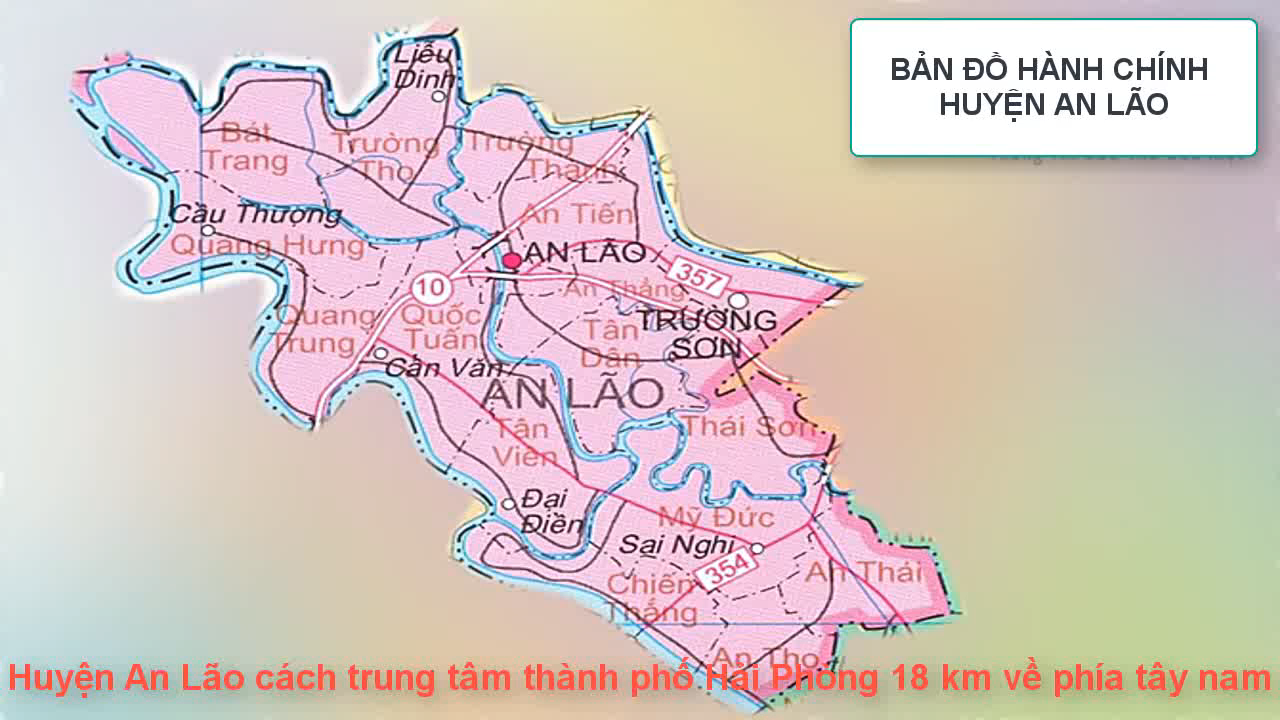 BẢN ĐỒ HÀNH CHÍNH
HUYỆN AN LÃO
Liễu
Dinh
Bát
Trang
Trường
Thọ
Trường
Thành
Cầu Thượng
Quang Hưng
An Tiến
AN LÃO
357
10
An Thắng
Quang
Trung
Quốc
Tuấn
Tân
Dân
TRƯỜNG
SƠN
Cản Văn
AN LÃO
Tân
Viên
Thái Sơn
Đại
Điền
Mỹ Đức
Sại Nghi
354
Chiến
Thắng
An Thái
An Thọ
Huyện An Lão cách trung tâm thành phố Hải Phòng 18 km về phía tây nam